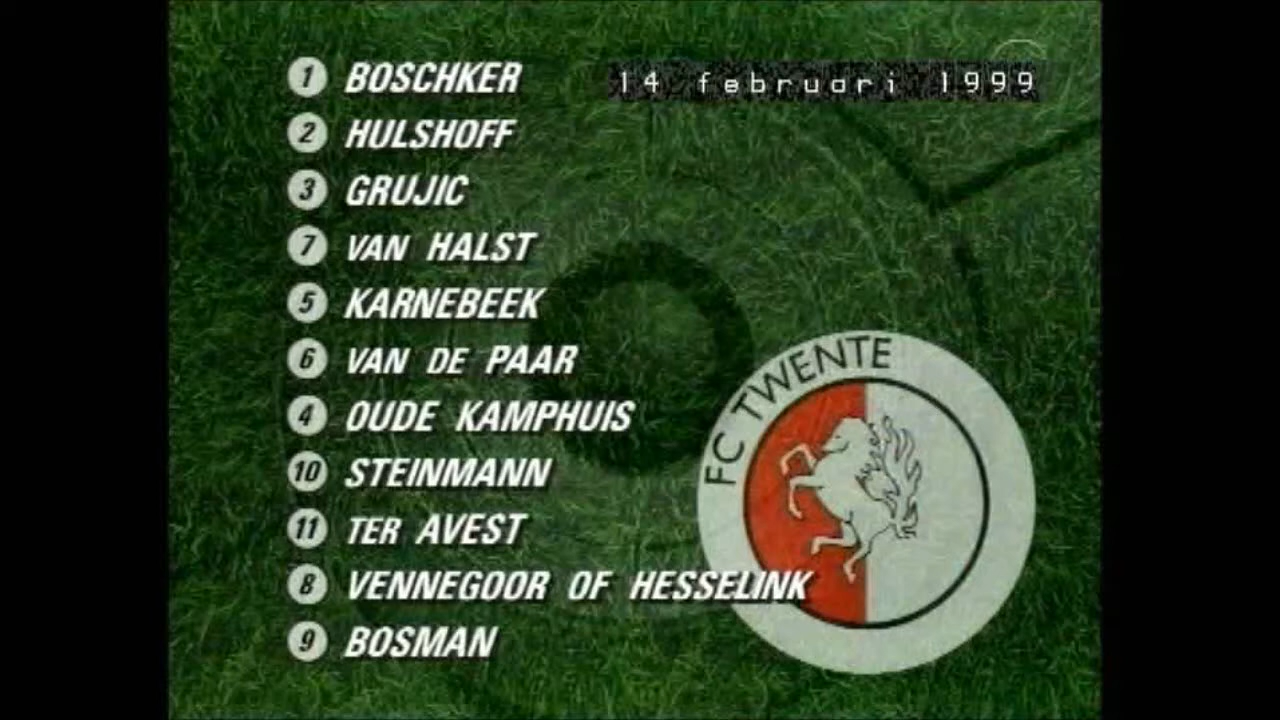 1 BOSCHKER
14 februari 1999
2 HULSHOFF
3 GRUJIC
7 VAN HALST
5 KARNEBEEK
6 VAN DE PAAR
4 OUDE KAMPHUIS
10 STEINMANN
11 TER AVEST
8 VENNEGOOR OF HESSELINK
9 BOSMAN
FC TWENTE